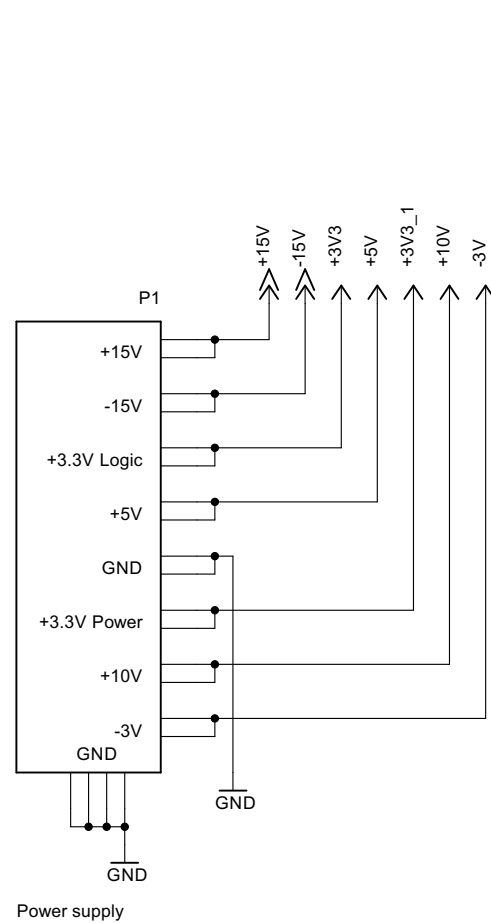 +15V
-15V
+3V3
+5V
+3V3_1
+10V
-3V
P1
+15V
-15V
+3.3V Logic
+5V
GND
+3.3V Power
+10V
-3V
GND
GND
GND
Power supply